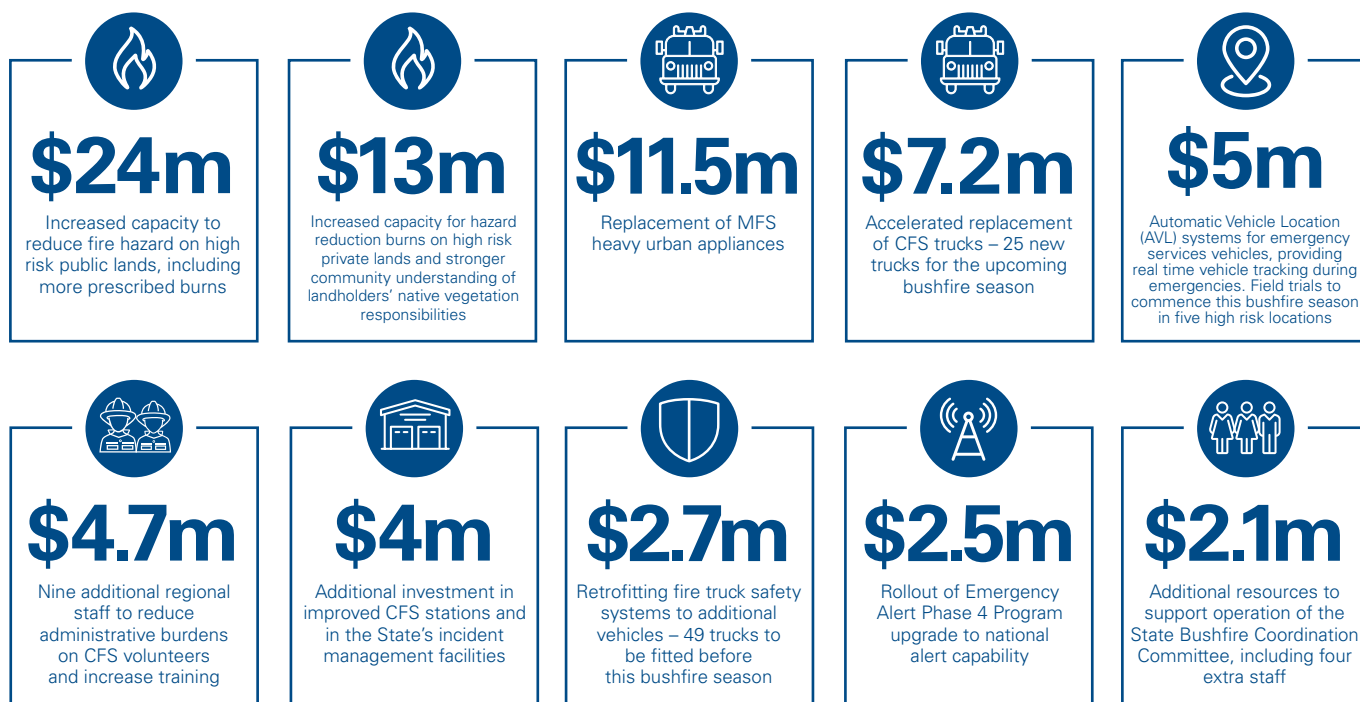 $24m
Increased capacity to
reduce fire hazard on high
risk public lands, including
more prescribed burns
$13m
Increased capacity for hazard
reduction burns on high risk
private lands and stronger
community understanding of
landholders' native vegetation
responsibilities
$11.5m
Replacement of MFS
heavy urban appliances
$7.2m
Accelerated replacement
of CFS trucks – 25 new
trucks for the upcoming
bushfire season
$5m
Automatic Vehicle Location
(AVL) systems for emergency
services vehicles, providing
real time vehicle tracking during
emergencies. Field trials to
commence this bushfire season
in five high risk locations
$4.7m
Nine additional regional
staff to reduce
administrative burdens
on CFS volunteers
and increase training
$4m
Additional investment in
improved CFS stations and
in the State's incident
management facilities
$2.7m
Retrofitting fire truck safety
systems to additional
vehicles – 49 trucks to
be fitted before
this bushfire season
$2.5m
Rollout of Emergency
Alert Phase 4 Program
upgrade to national
alert capability
$2.1m
Additional resources to
support operation of the
State Bushfire Coordination
Committee, including four
extra staff